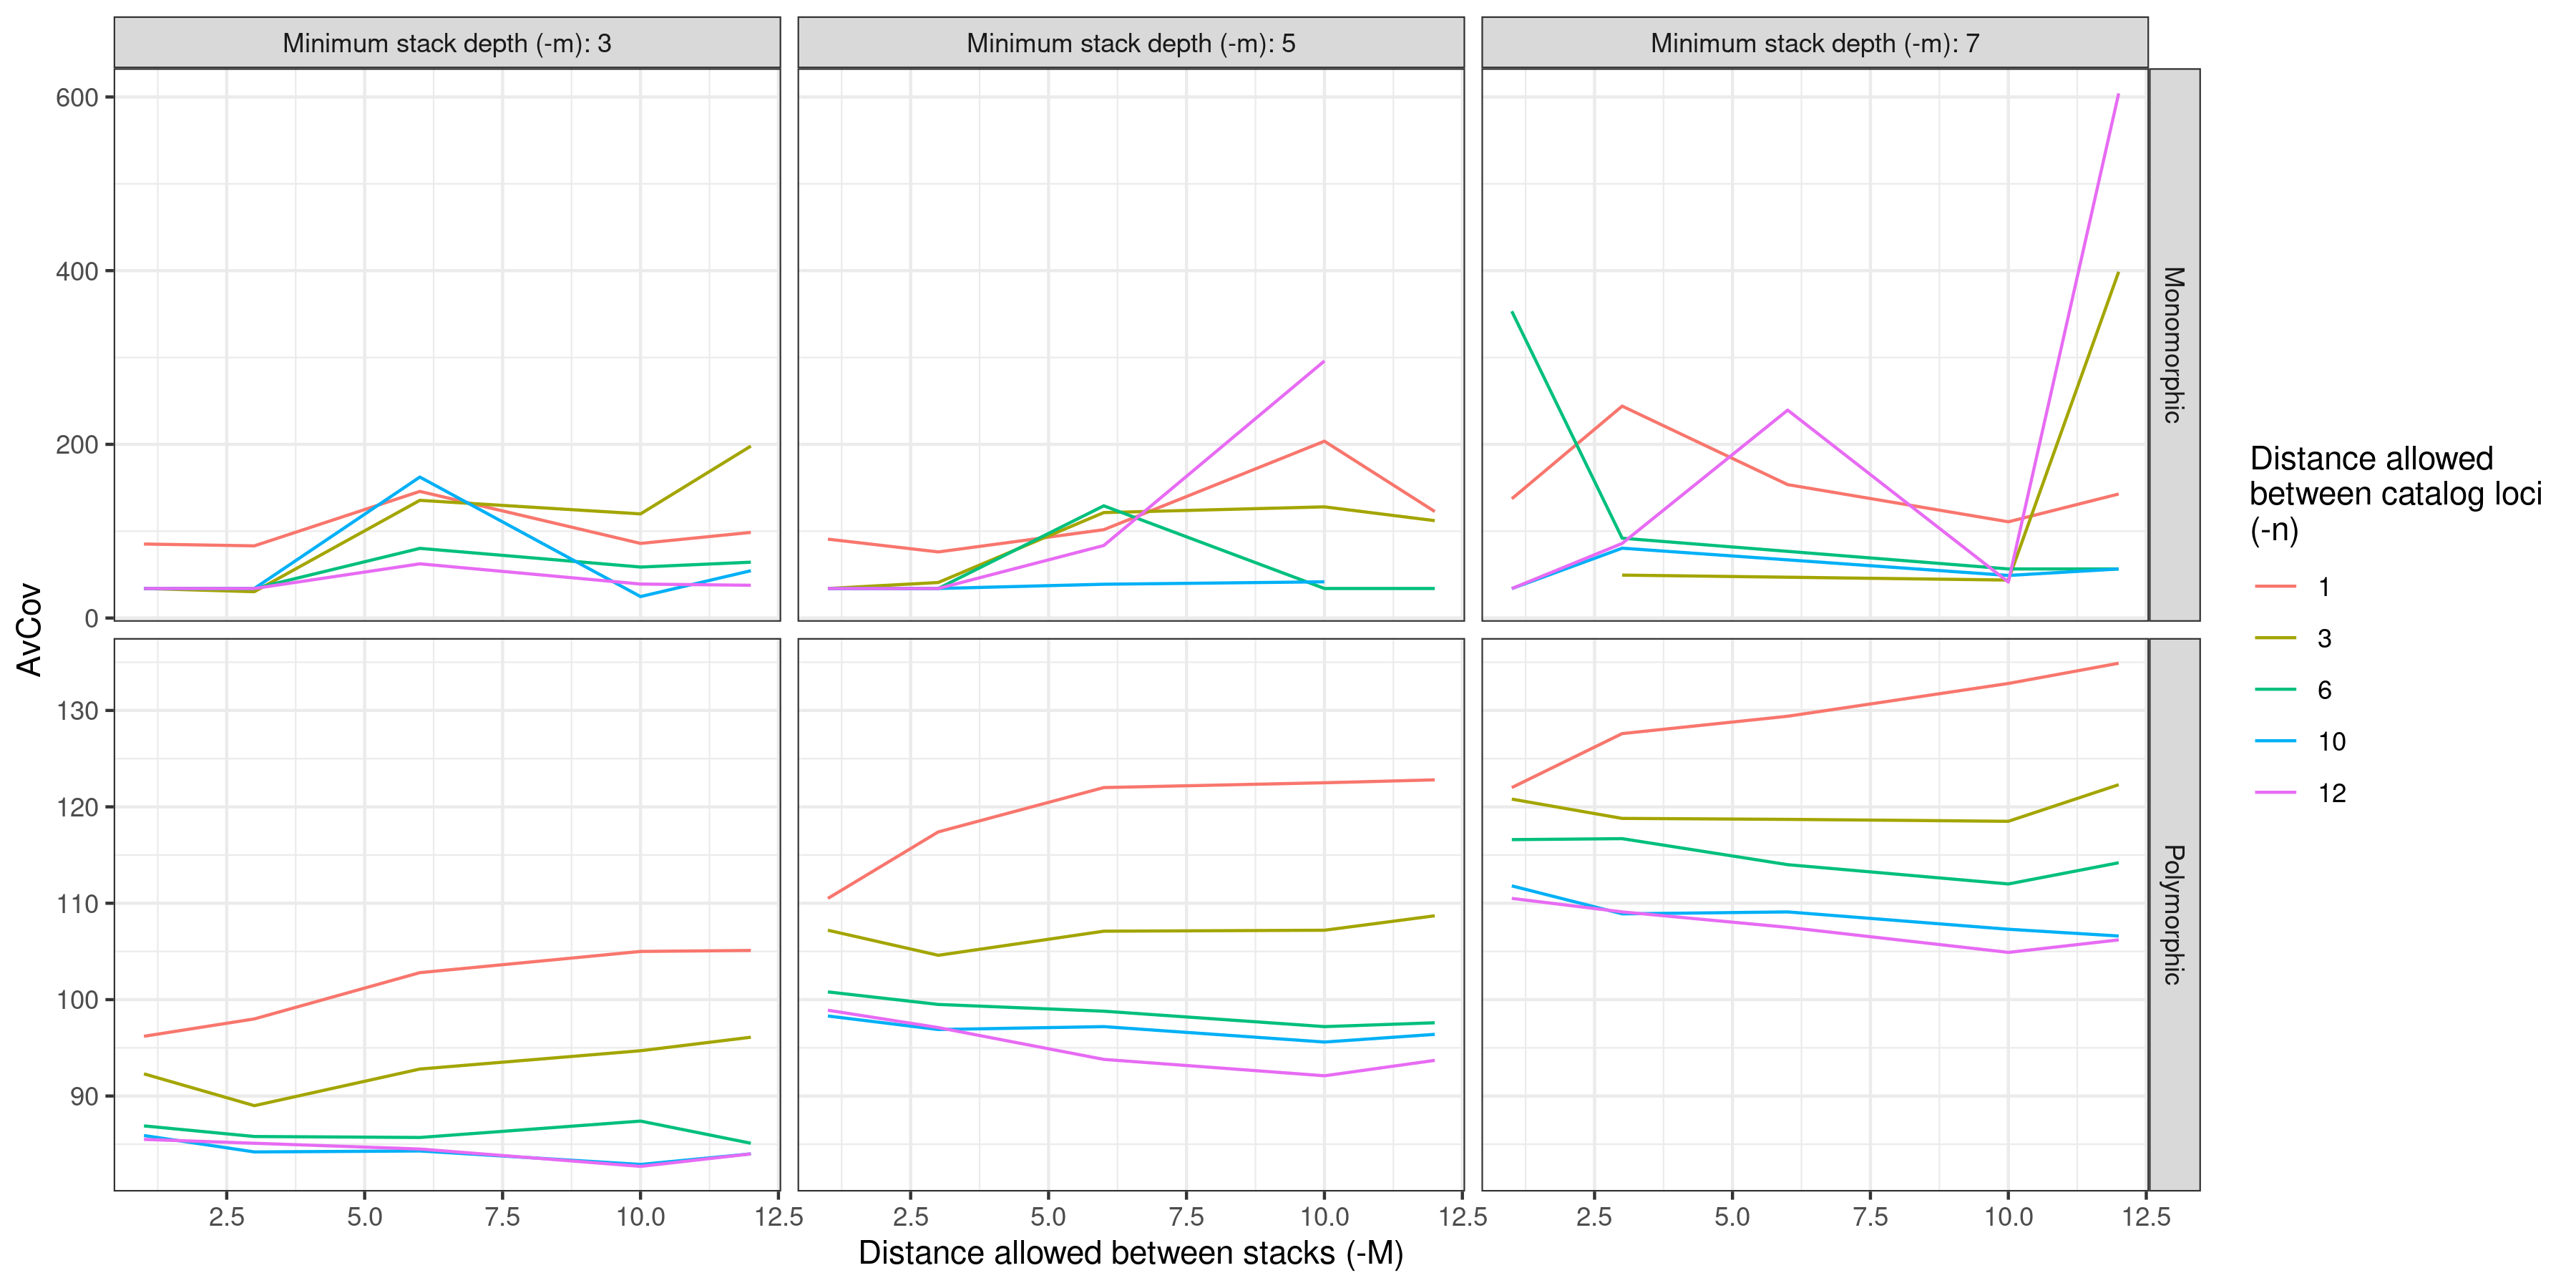 Minimum stack depth (-m): 3
Minimum stack depth (-m): 5
Minimum stack depth (-m): 7
600
400
200
0
Monomorphic
130
120
110
100
90
Polymorphic
AvCov
2.5 5.0 7.5 10.0 12.5
2.5 5.0 7.5 10.0 12.5
2.5 5.0 7.5 10.0 12.5
Distance allowed between stacks (-M)
Distance allowed
between catalog loci
(-n)
1
3
6
10
12